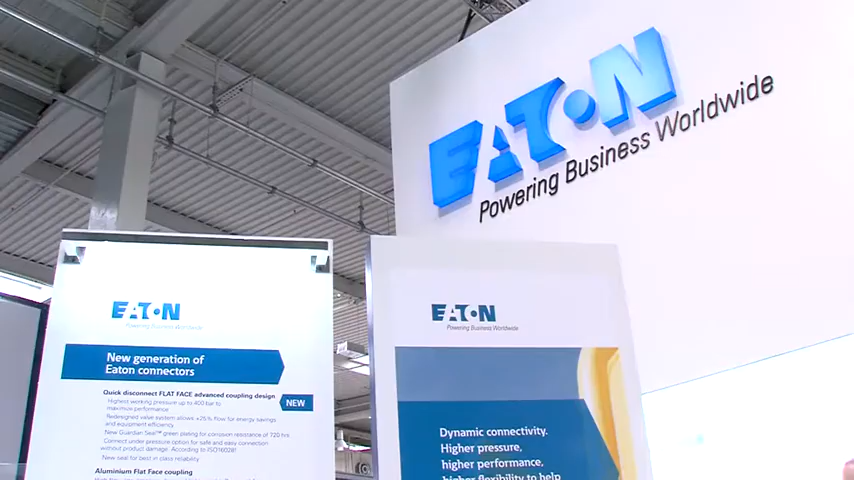 EATON
Powering Business Worldwide
EATON
Powering Business Worldwide
New generation of
Eaton connectors
Quick disconnect FLAT FACE advanced coupling design
NEW
Highest working pressure up to 400 bar to
maximize performance
Redesigned valve system allows +25% flow for energy savings
and equipment efficiency
New Guardian Seal™ green plating for corrosion resistance of 720 hrs
Connect under pressure option for safe and easy connection
without product damage. According to ISO16028!
New seal for best in class reliability
Aluminium Flat Face coupling
EATON
Powering Business Worldwide
Dynamic connectivity.
Higher pressure,
higher performance,
higher flexibility to help